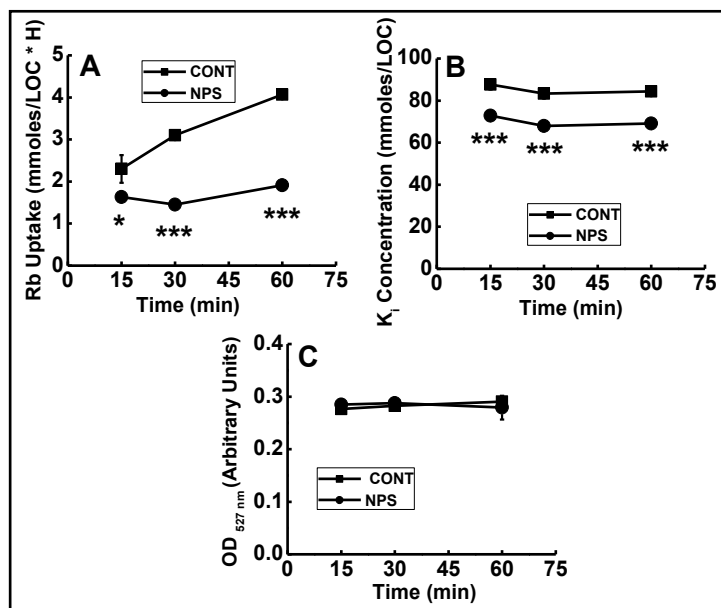 A
CONT
NPS
Rb Uptake (mmoles/LOC * H)
5
4
3
2
1
0
*
***
***
0 15 30 45 60 75
Time (min)
B
K i Concentration (mmoles/LOC)
100
80
60
40
20
0
***
***
***
CONT
NPS
0 15 30 45 60 75
Time (min)
C
OD 527 nm (Arbitrary Units)
0.4
0.3
0.2
0.1
0.0
CONT
NPS
0 15 30 45 60 75
Time (min)